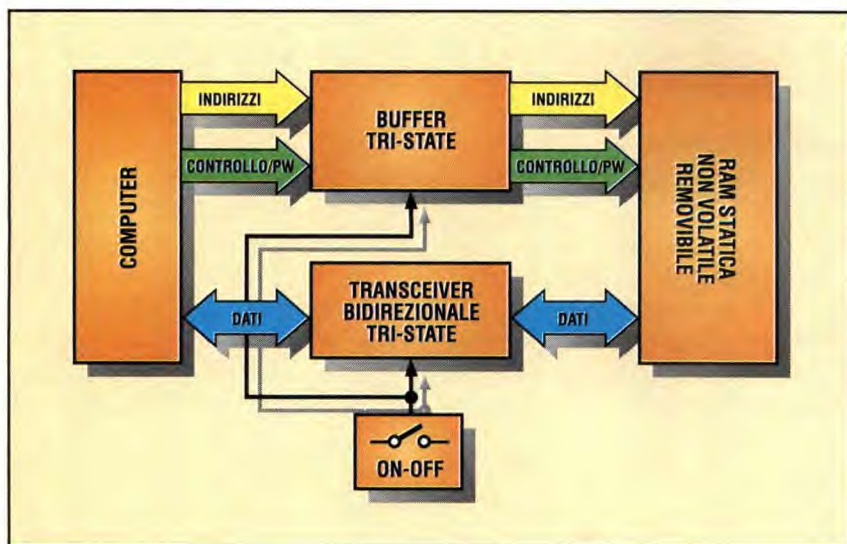 COMPUTER
INDIRIZZI
CONTROLLO/PW
BUFFER
TRI-STATE
INDIRIZZI
CONTROLLO/PW
RAM STATICA
NON VOLATILE
REMOVIBILE
DATI
TRANSCEIVER
BIDIREZIONALE
TRI-STATE
DATI
ON-OFF